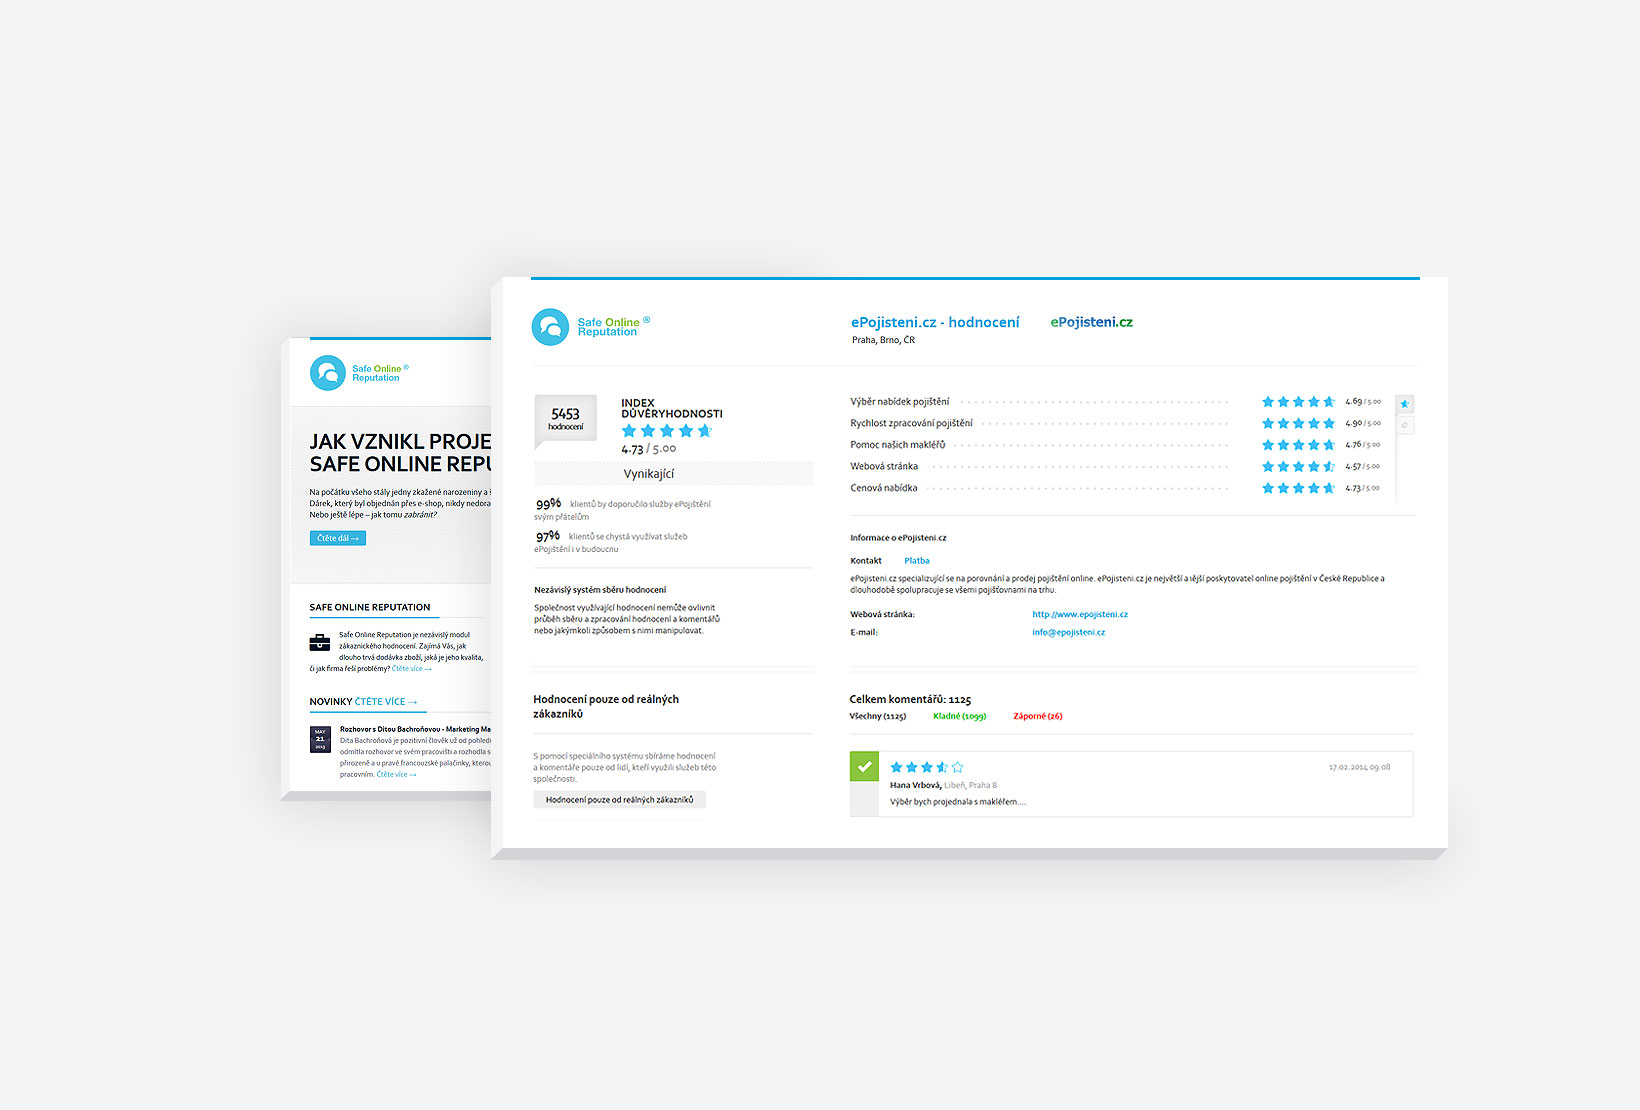 Safe Online ®
Reputation
JAK VZNIKL PROJE
SAFE ONLINE REPU
Na počátku všeho stály jedny zkažené narozeniny a
Dárek, který byl objednán přes e-shop, nikdy nedora
Nebo ještě lépe – jak tomu zabránit?
Čtěte dál →
SAFE ONLINE REPUTATION
Safe Online Reputation je nezávislý modul
zákaznického hodnocení. Zajímá Vás, jak
dlouho trvá dodávka zboží, jaká je jeho kvalita,
či jak firma řeší problémy? Čtěte více →
NOVINKY ČTĚTE VÍCE →
MAY
21
2013
Rozhovor s Ditou Bachroňovou - Marketing Ma
Dita Bachroňová je pozitivní člověk už od pohledu
odmítla rozhovor ve svém pracovišti a rozhodla s
přirozeně a u pravé francouzské palačinky, kterou
pracovním. Čtěte více →
Safe Online ®
Reputation
ePojisteni.cz - hodnocení
Praha, Brno, ČR
ePojisteni.cz
5453
hodnocení
INDEX
DŮVĚRYHODNOSTI
4.73 / 5.00
Vynikající
99% klientů by doporučilo služby ePojištění
svým přátelům
97% klientů se chystá využívat služeb
ePojištění i v budoucnu
Nezávislý systém sběru hodnocení
Společnost využívající hodnocení nemůže ovlivnit
průběh sběru a zpracování hodnocení a komentářů
nebo jakýmkoli způsobem s nimi manipulovat.
Hodnocení pouze od reálných
zákazníků
S pomocí speciálního systému sbíráme hodnocení
a komentáře pouze od lidí, kteří využili služeb této
společnosti.
Hodnocení pouze od reálných zákazníků
Výběr nabídek pojištění 4.69 / 5.00
Rychlost zpracování pojištění 4.90 / 5.00
Pomoc našich makléřů 4.76 / 5.00
Webová stránka 4.57 / 5.00
Cenová nabídka 4.73 / 5.00
Informace o ePojisteni.cz
Kontakt Platba
ePojisteni.cz specializující se na porovnání a prodej pojištění online. ePojisteni.cz je největší a ější poskytovatel online pojištění v České Republice a
dlouhodobě spolupracuje se všemi pojišťovnami na trhu.
Webová stránka: http://www.epojisteni.cz
E-mail: info@epojisteni.cz
Celkem komentářů: 1125
Všechny (1125) Kladné (1099) Záporné (26)
17.02.2014 09:08
Hana Vrbová, Libeň, Praha 8
Výběr bych projednala s makléřem....